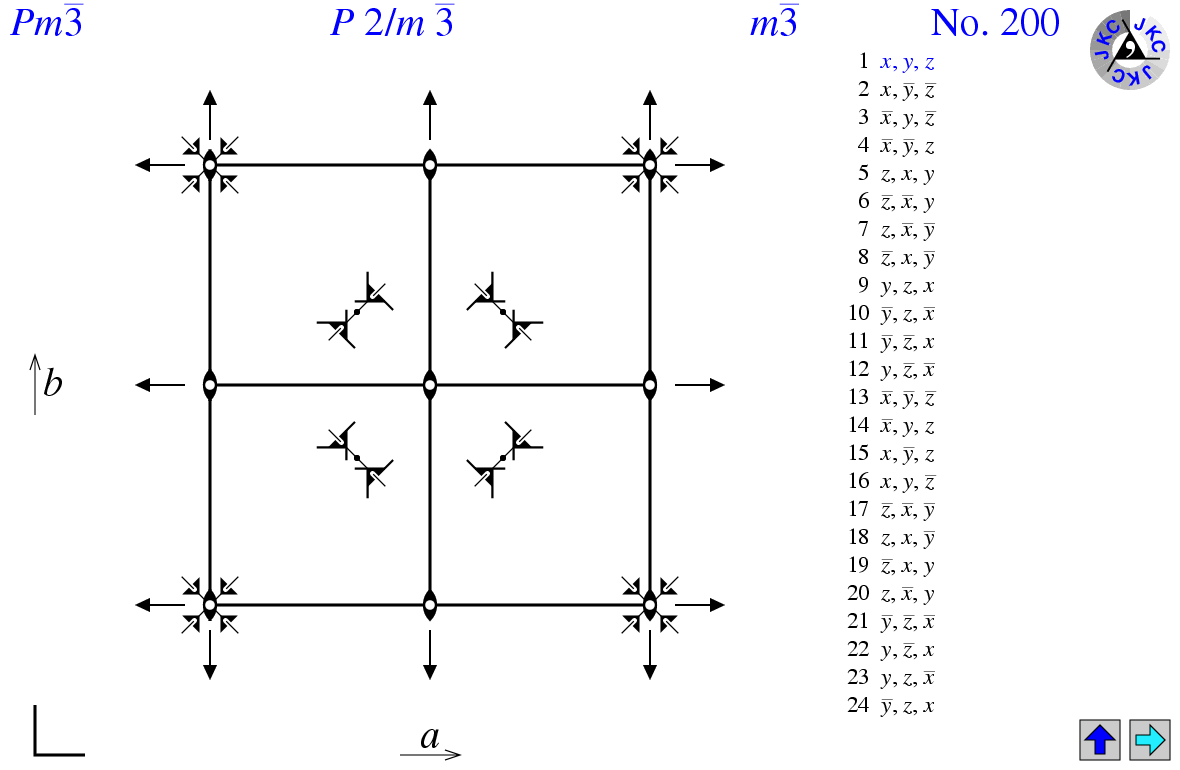 Pm3̅ P 2/m 3̅ m3̅ No. 200
JKC JKC JKC
1 x, y, z
2 x, y̅, z̅
3 x̅, y, z̅
4 x̅, y̅, z
5 z, x, y
6 z̅, x̅, y
7 z, x̅, y̅
8 z̅, x, y̅
9 y, z, x
10 y̅, z, x̅
11 y̅, z̅, x
12 y, z̅, x̅
13 x̅, y̅, z̅
14 x̅, y, z
15 x, y̅, z
16 x, y, z̅
17 z̅, x̅, y̅
18 z, x, y̅
19 z̅, x, y
20 z, x̅, y
21 y̅, z̅, x̅
22 y, z̅, x
23 y, z, x̅
24 y̅, z, x
b
a